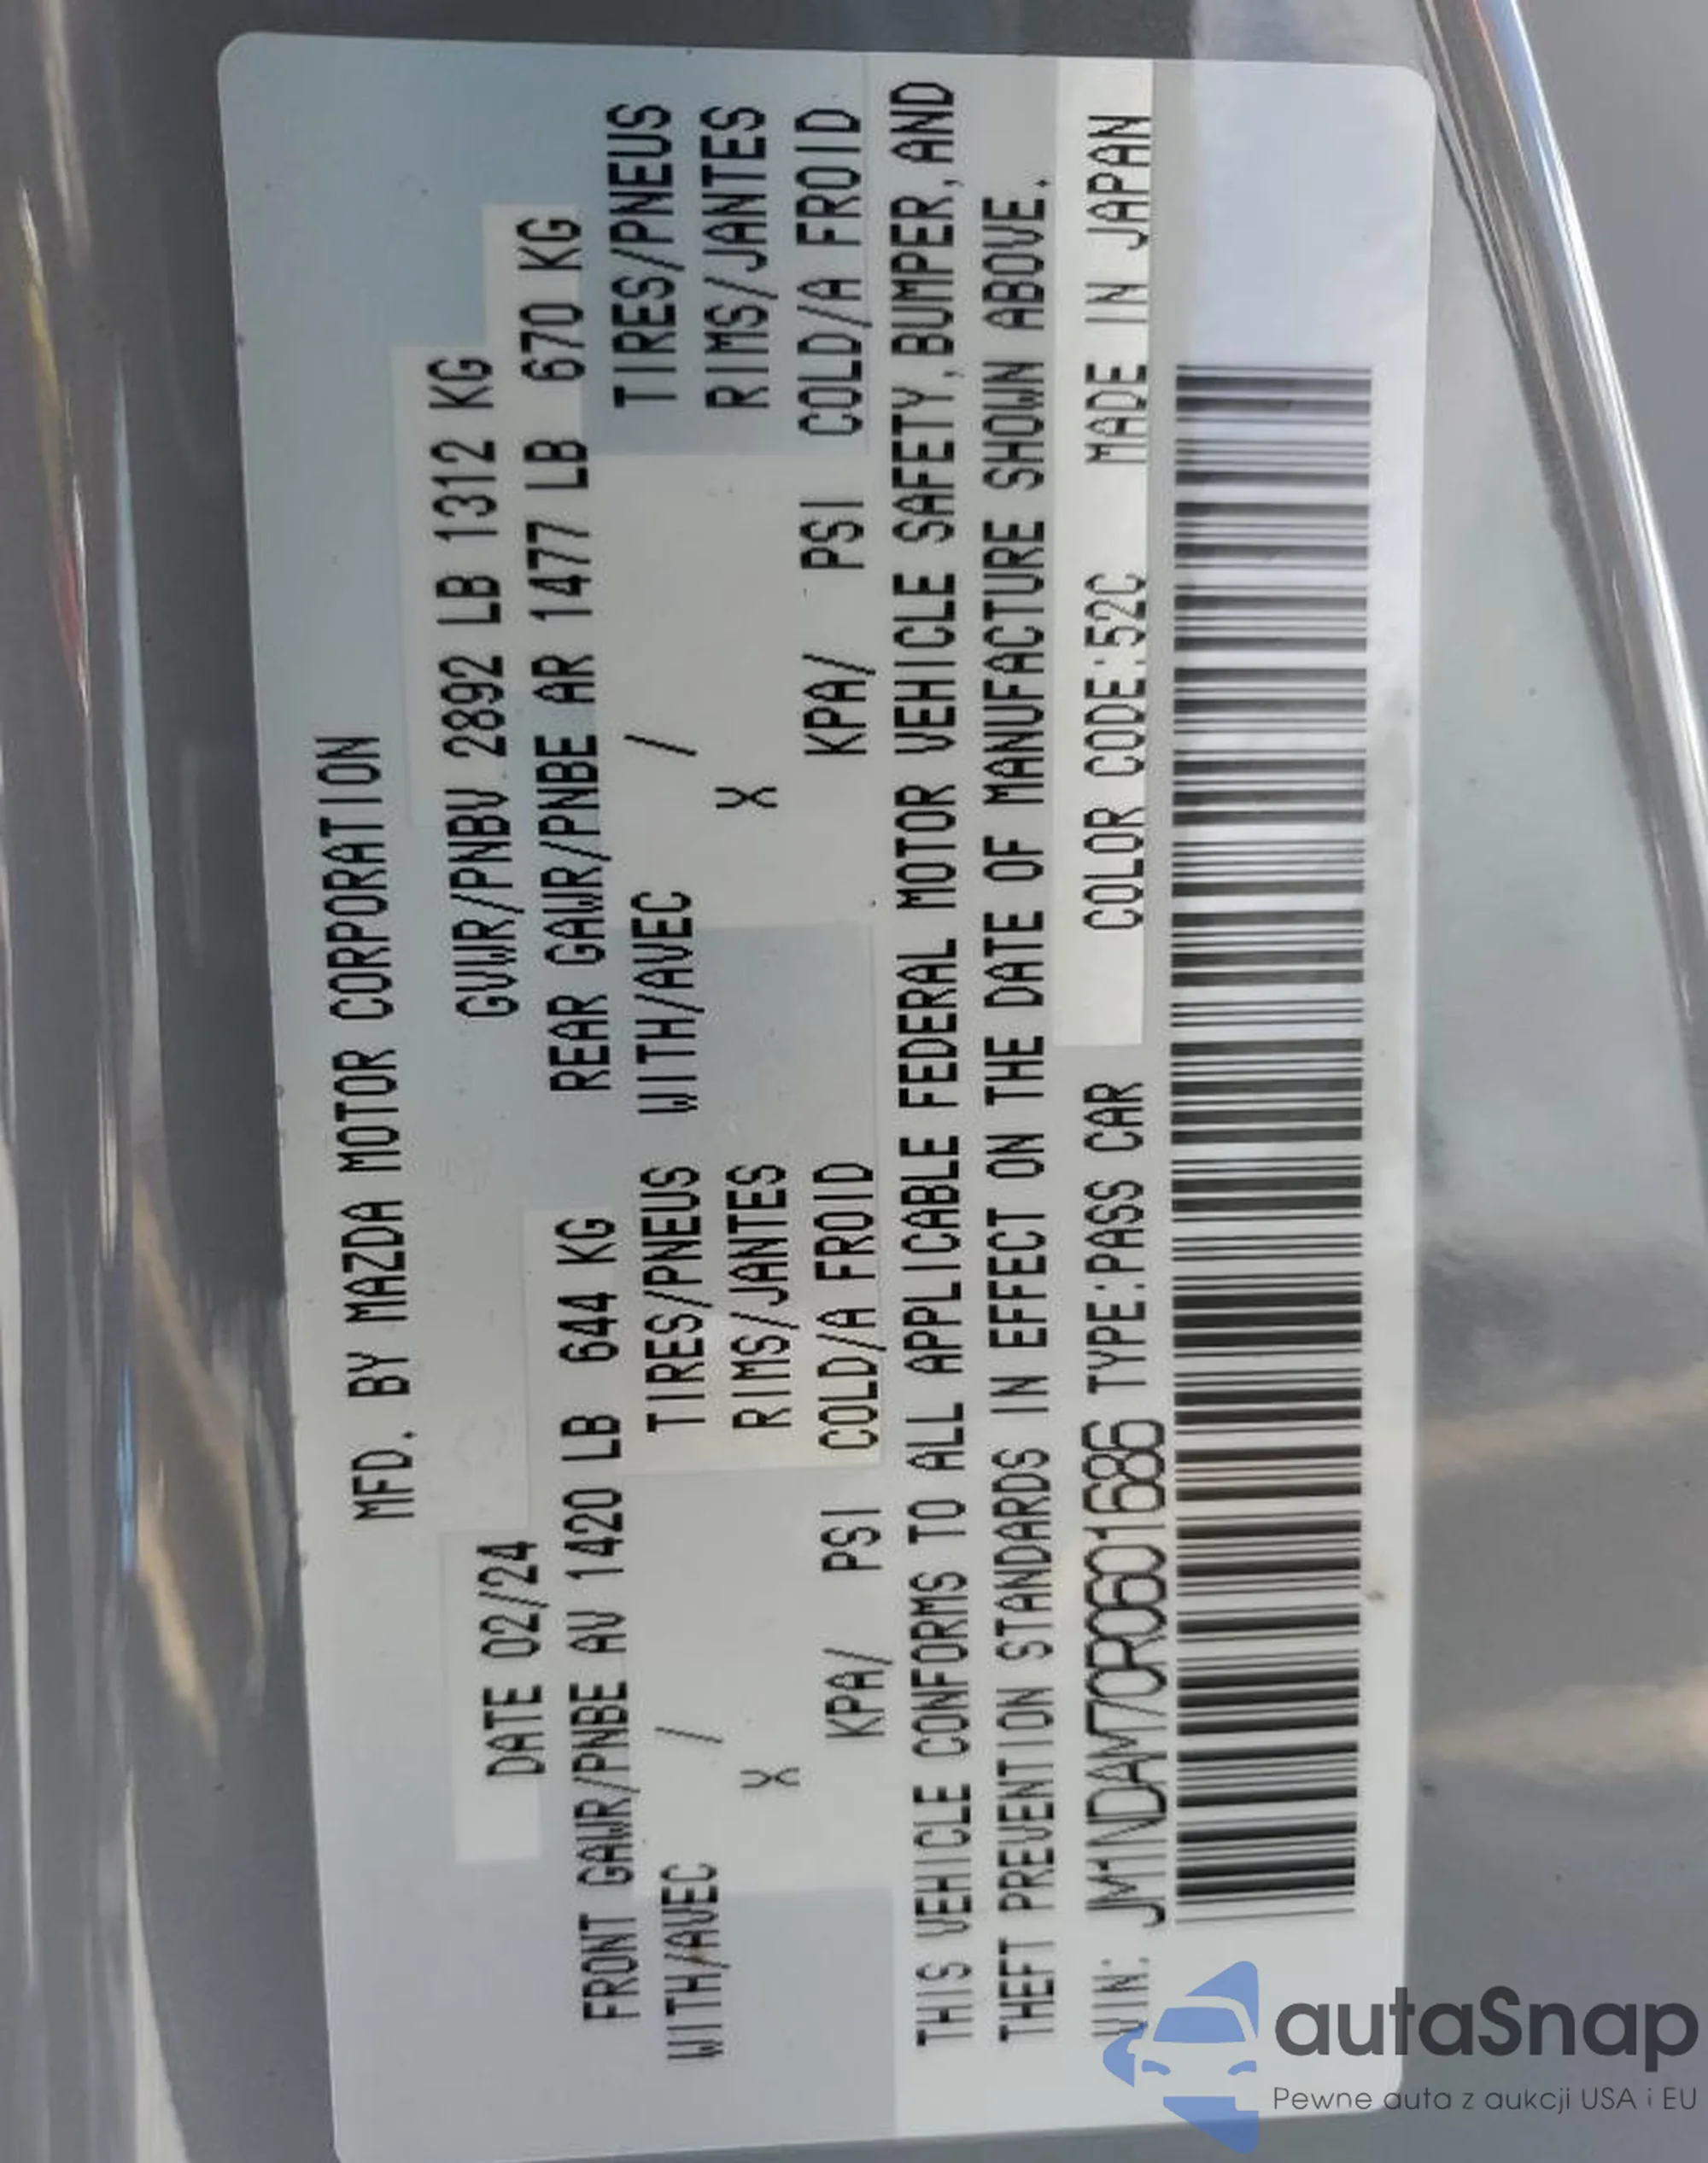 MFD. BY MAZDA MOTOR CORPORATION
DATE 02/24 GVWR/PNBV 2892 LB 1312 KG
FRONT GAWR/PNBE AV 1420 LB 644 KG REAR GAWR/PNBE AR 1477 LB 670 KG
WITH/AVEC / TIRES/PNEUS WITH/AVEC / TIRES/PNEUS
X RIMS/JANTES X RIMS/JANTES
KPA/ PSI COLD/A FROID KPA/ PSI COLD/A FROID
THIS VEHICLE CONFORMS TO ALL APPLICABLE FEDERAL MOTOR VEHICLE SAFETY,BUMPER,AND
THEFT PREVENTION STANDARDS IN EFFECT ON THE DATE OF MANUFACTURE SHOWN ABOVE.
VIN: JM1NDAM70R0601686 TYPE:PASS CAR COLOR CODE:52C MADE IN JAPAN
autaSnap
Pewne auta z aukcji USA i EU